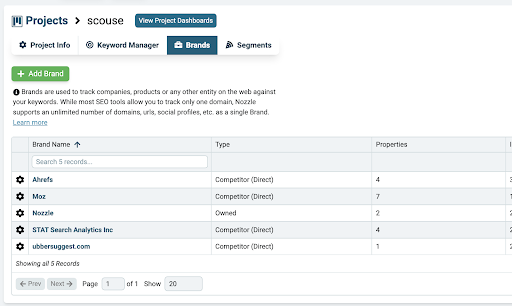 Projects > scouse View Project Dashboards
Project Info Keyword Manager Brands Segments
+ Add Brand
Brands are used to track companies, products or any other entity on the web against
your keywords. While most SEO tools allow you to track only one domain, Nozzle
supports an unlimited number of domains, urls, social profiles, etc. as a single Brand.
Learn more
Brand Name ↑ Type Properties
Search 5 records...
Ahrefs Competitor (Direct) 4
Moz Competitor (Direct) 7
Nozzle Owned 2
STAT Search Analytics Inc Competitor (Direct) 4
ubbersuggest.com Competitor (Direct) 1
Showing all 5 Records
← Prev Next → Page 1 of 1 Show 20